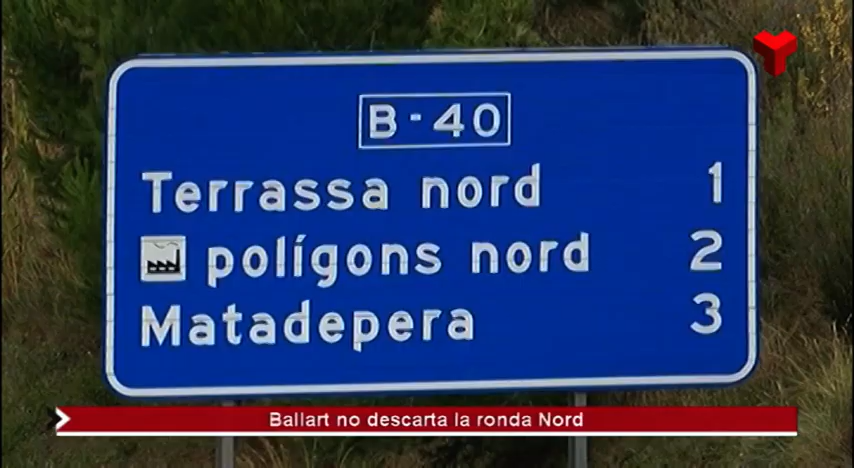 B - 40
Terrassa nord 1
polígons nord 2
Matadepera 3
Ballart no descarta la ronda Nord